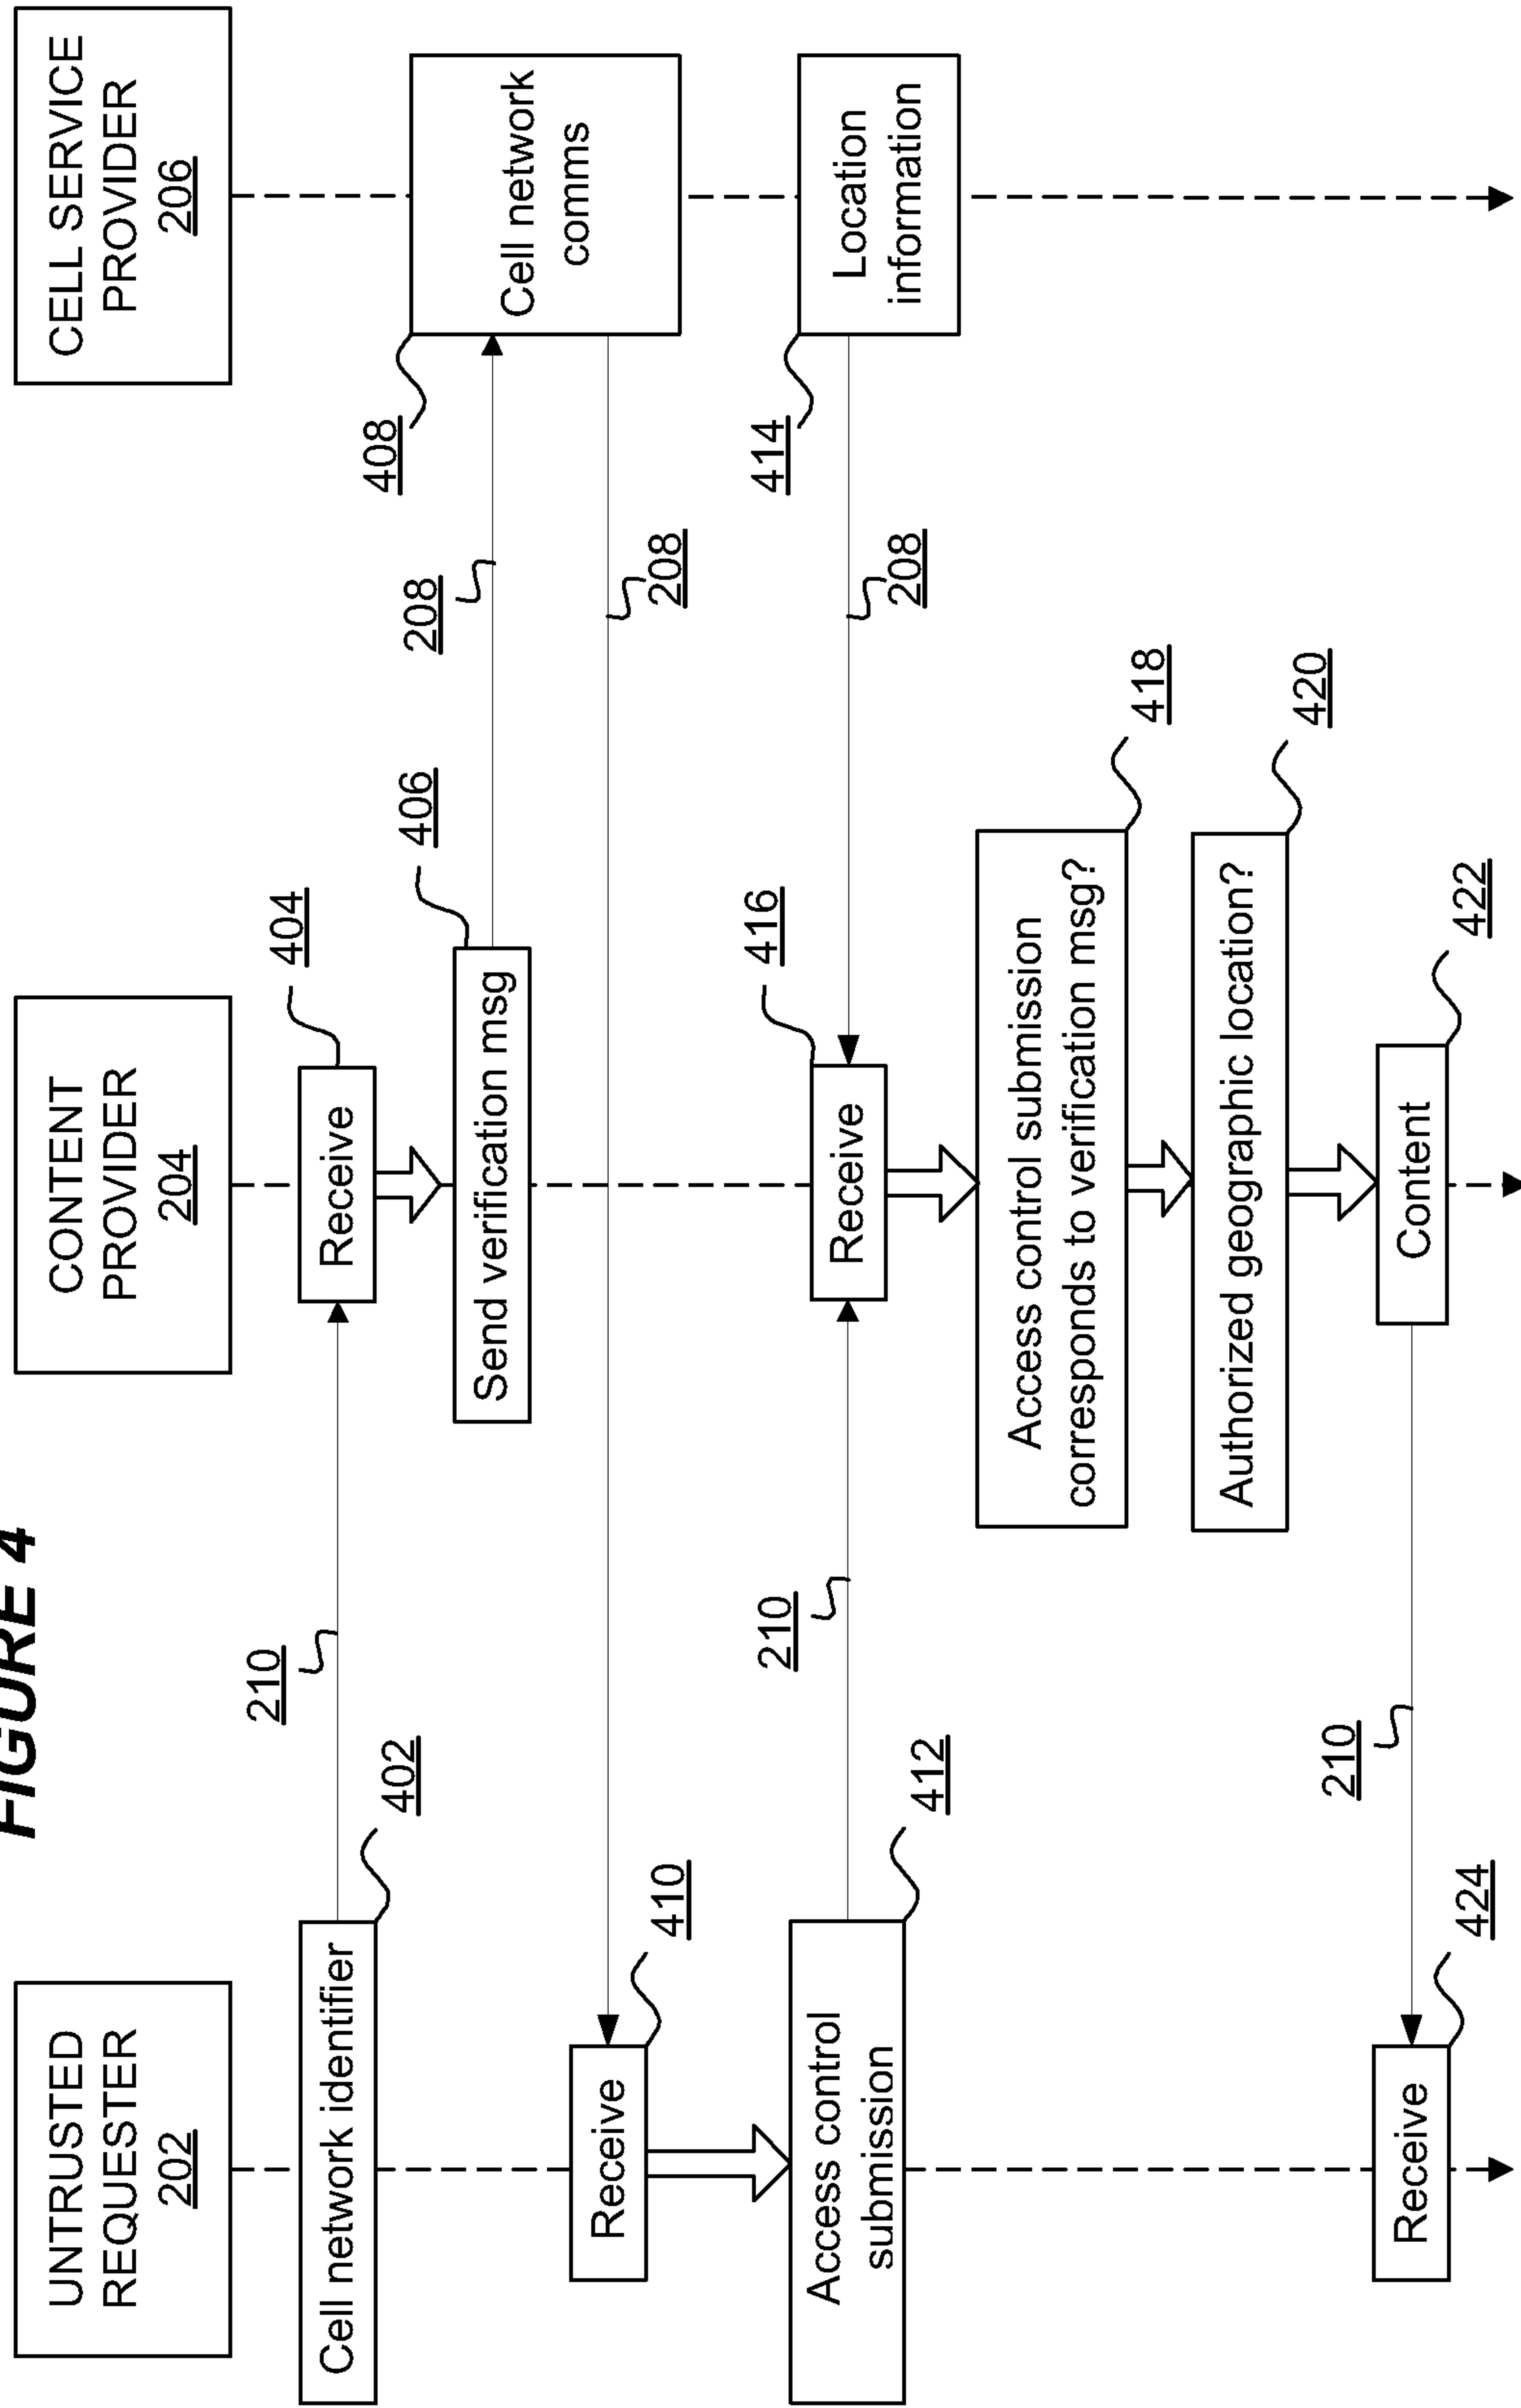 FIGURE 4
UNTRUSTED
REQUESTER
202
CONTENT
PROVIDER
204
CELL SERVICE
PROVIDER
206
Cell network identifier
402
210
Receive
404
Send verification msg
406
208
408
Cell network
comms
208
Receive
410
Access control
submission
412
210
Receive
416
208
414
Location
information
Access control submission
corresponds to verification msg?
418
Authorized geographic location?
420
Content
422
210
Receive
424